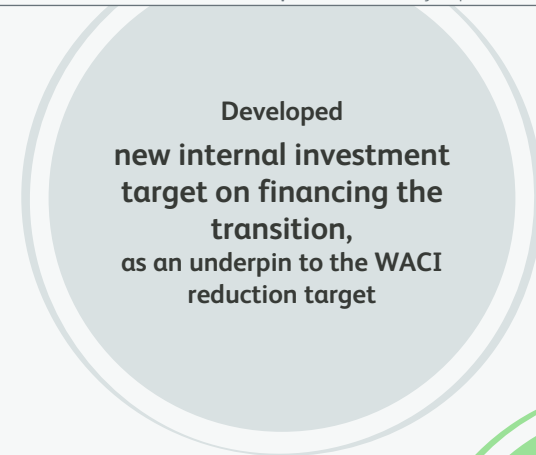 Developed
new internal investment
target on financing the
transition,
as an underpin to the WACI
reduction target